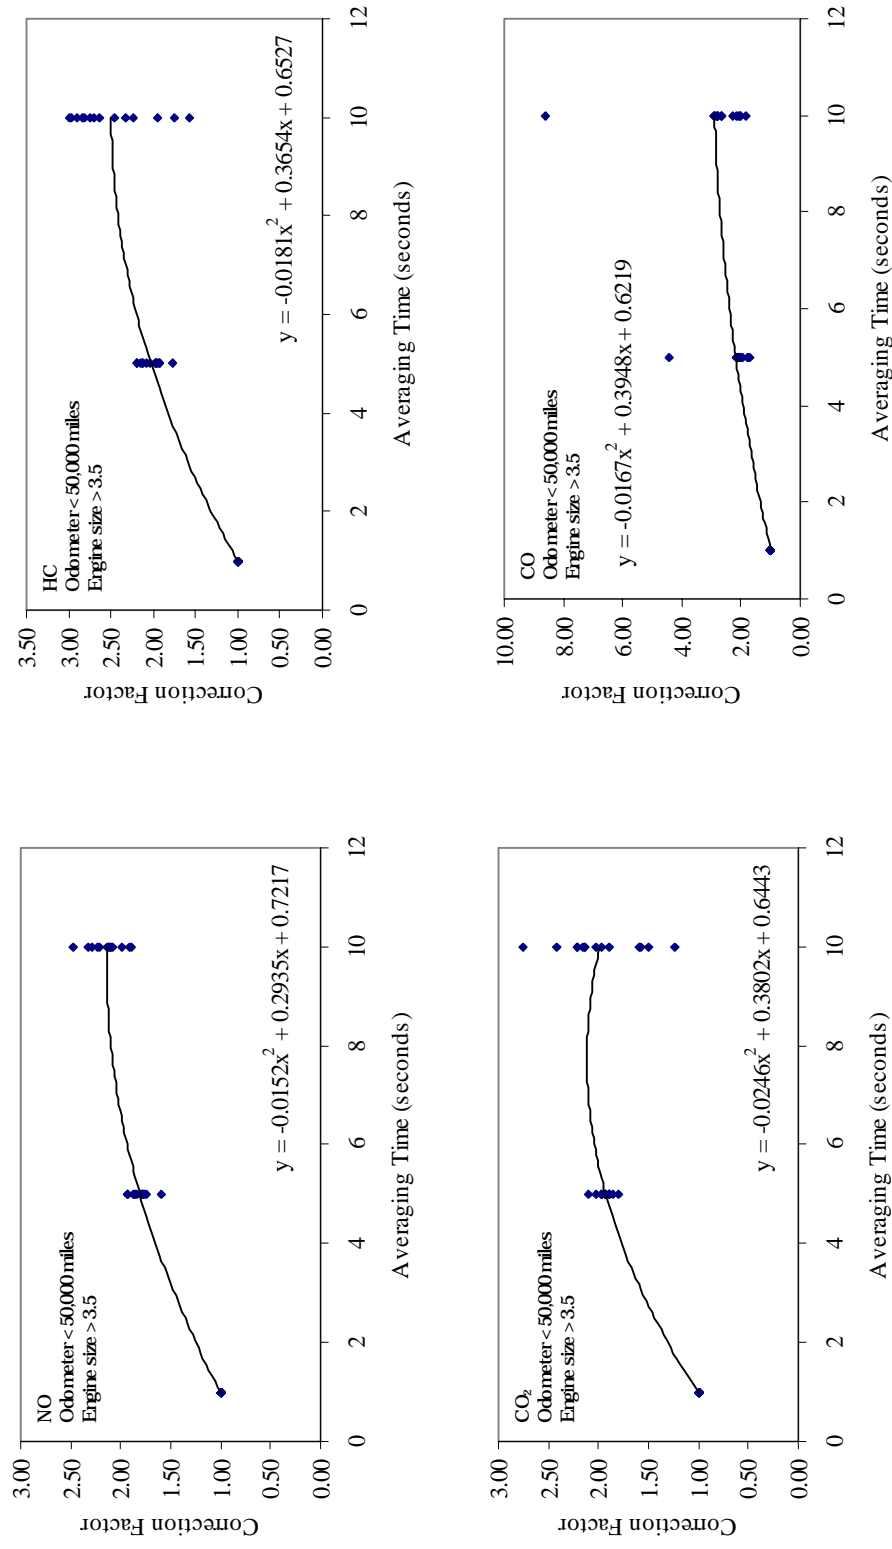 NO
Odometer < 50,000 miles
Engine size > 3.5
y = -0.0152x² + 0.2935x + 0.7217
3.00
2.50
2.00
1.50
1.00
0.50
0.00
0 2 4 6 8 10 12
Averaging Time (seconds)
Correction Factor
HC
Odometer < 50,000 miles
Engine size > 3.5
y = -0.0181x² + 0.3654x + 0.6527
3.50
3.00
2.50
2.00
1.50
1.00
0.50
0.00
0 2 4 6 8 10 12
Averaging Time (seconds)
Correction Factor
CO₂
Odometer < 50,000 miles
Engine size > 3.5
y = -0.0246x² + 0.3802x + 0.6443
3.00
2.50
2.00
1.50
1.00
0.50
0.00
0 2 4 6 8 10 12
Averaging Time (seconds)
Correction Factor
CO
Odometer < 50,000 miles
Engine size > 3.5
y = -0.0167x² + 0.3948x + 0.6219
10.00
8.00
6.00
4.00
2.00
0.00
0 2 4 6 8 10 12
Averaging Time (seconds)
Correction Factor